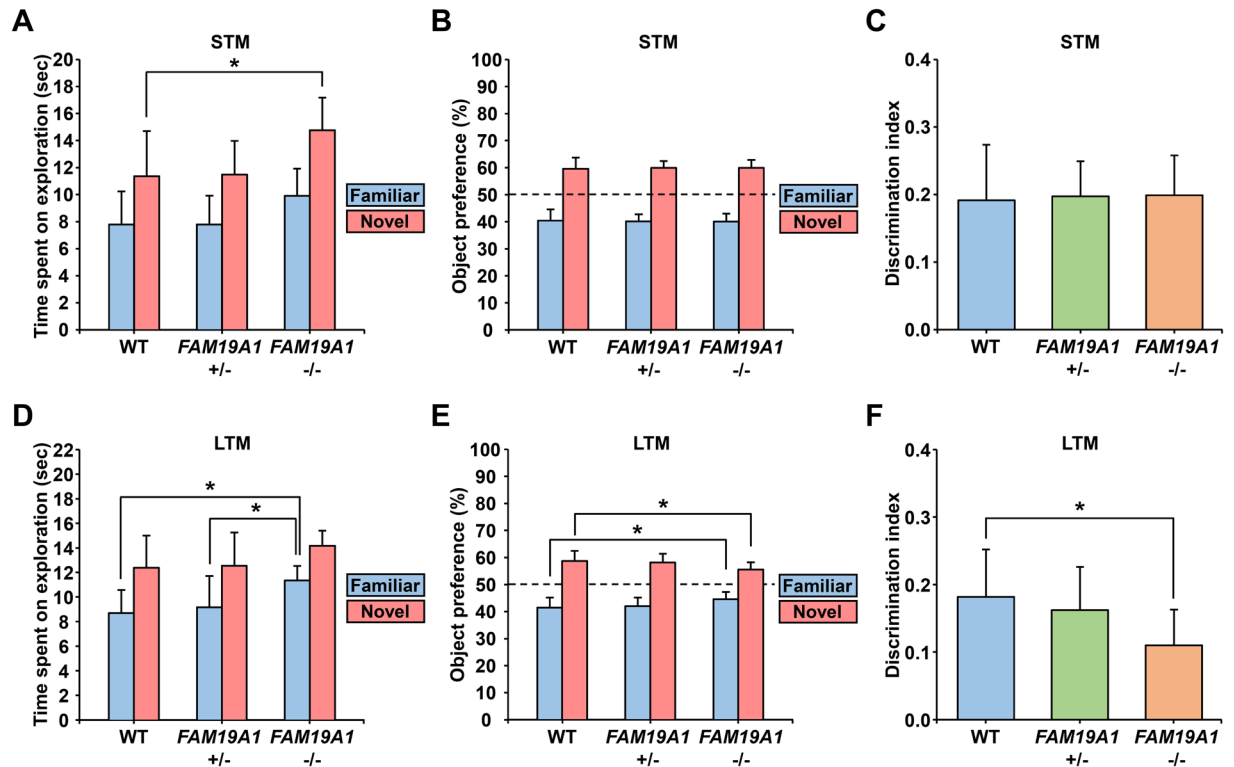 A
STM
Time spent on exploration (sec)
20
18
16
14
12
10
8
6
4
2
0
*
WT
FAM19A1
+/-
FAM19A1
-/-
Familiar
Novel
B
STM
Object preference (%)
100
90
80
70
60
50
40
30
20
10
0
WT
FAM19A1
+/-
FAM19A1
-/-
Familiar
Novel
C
STM
Discrimination index
0.4
0.3
0.2
0.1
0.0
WT
FAM19A1
+/-
FAM19A1
-/-
D
LTM
Time spent on exploration (sec)
22
20
18
16
14
12
10
8
6
4
2
0
*
*
WT
FAM19A1
+/-
FAM19A1
-/-
Familiar
Novel
E
LTM
Object preference (%)
100
90
80
70
60
50
40
30
20
10
0
*
*
WT
FAM19A1
+/-
FAM19A1
-/-
Familiar
Novel
F
LTM
Discrimination index
0.4
0.3
0.2
0.1
0.0
*
WT
FAM19A1
+/-
FAM19A1
-/-